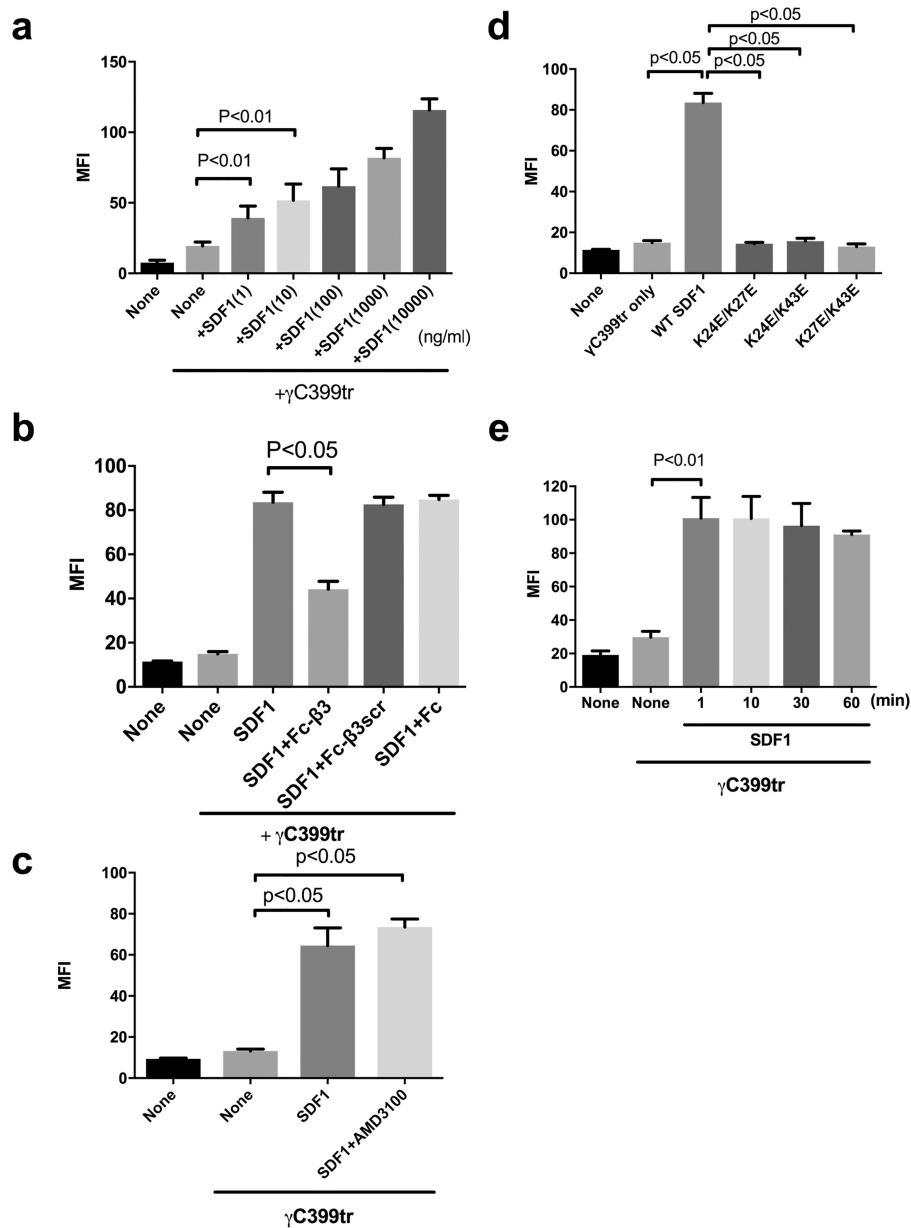 a
150
100
50
0
MFI
P<0.01
P<0.01
None
None
+SDF1(1)
+SDF1(10)
+SDF1(100)
+SDF1(1000)
+SDF1(10000)
(ng/ml)
+γC399tr
b
100
80
60
40
20
0
MFI
P<0.05
None
None
SDF1
SDF1+Fc-β3
SDF1+Fc-β3scr
SDF1+Fc
+ γC399tr
c
100
80
60
40
20
0
MFI
p<0.05
p<0.05
None
None
SDF1
SDF1+AMD3100
γC399tr
d
100
80
60
40
20
0
MFI
p<0.05
p<0.05
p<0.05
p<0.05
None
γC399tr only
WT SDF1
K24E/K27E
K24E/K43E
K27E/K43E
e
120
100
80
60
40
20
0
MFI
P<0.01
None
None
1
10
30
60
(min)
SDF1
γC399tr